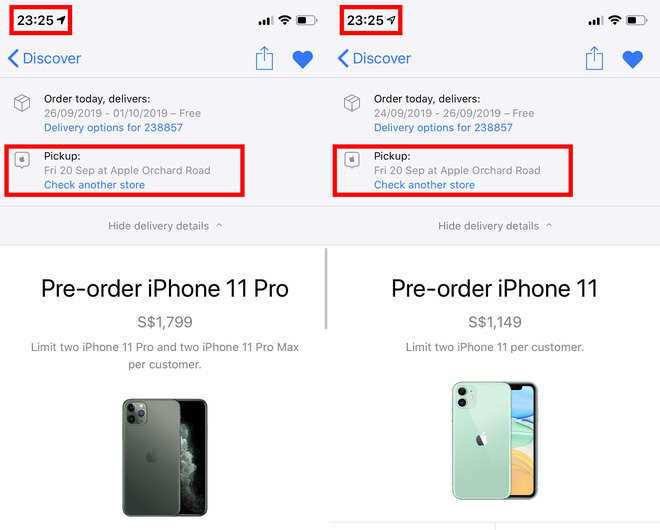 23:25
Discover
Order today, delivers:
26/09/2019 - 01/10/2019 – Free
Delivery options for 238857
Pickup:
Fri 20 Sep at Apple Orchard Road
Check another store
Hide delivery details
Pre-order iPhone 11 Pro
S$1,799
Limit two iPhone 11 Pro and two iPhone 11 Pro Max
per customer.
23:25
Discover
Order today, delivers:
24/09/2019 - 26/09/2019 – Free
Delivery options for 238857
Pickup:
Fri 20 Sep at Apple Orchard Road
Check another store
Hide delivery details
Pre-order iPhone 11
S$1,149
Limit two iPhone 11 per customer.